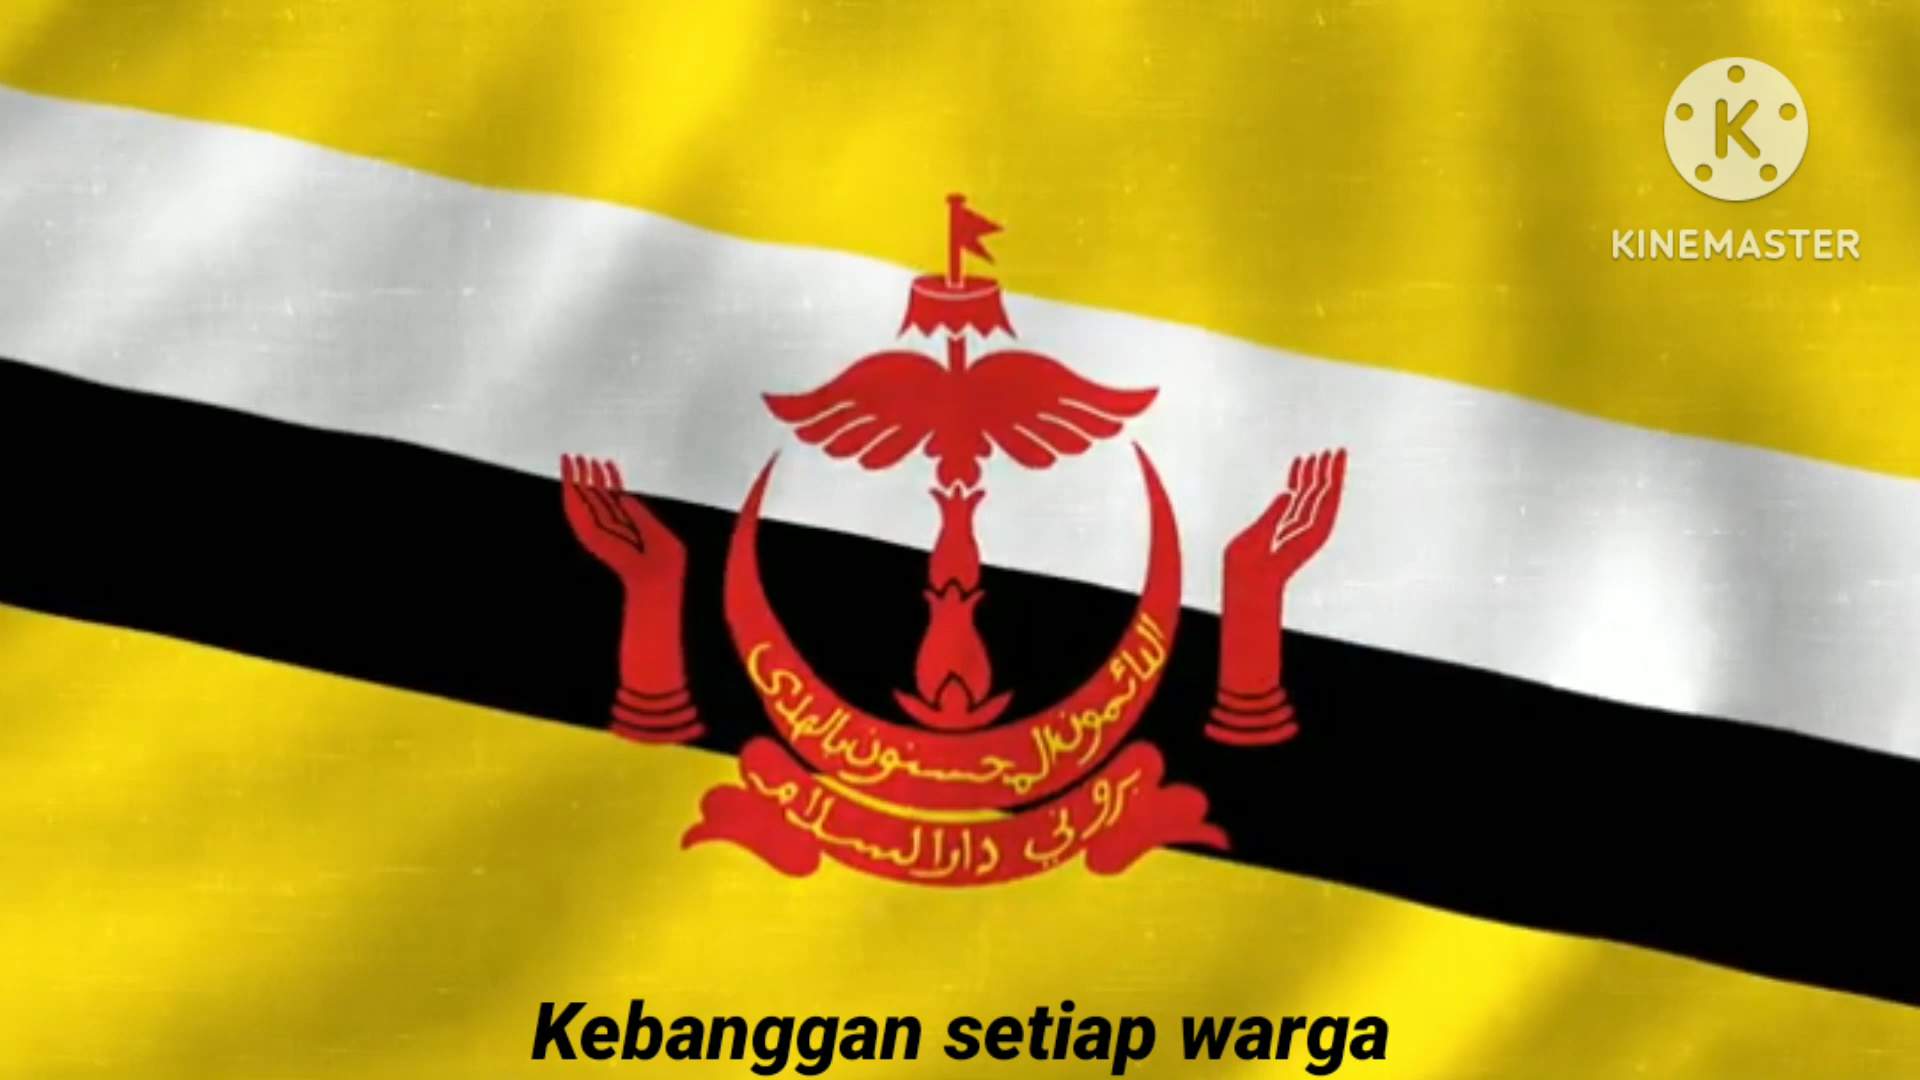 K
KINEMASTER
الدائمون المحسنون بالهدى
بروني دارالسلام
Kebanggan setiap warga